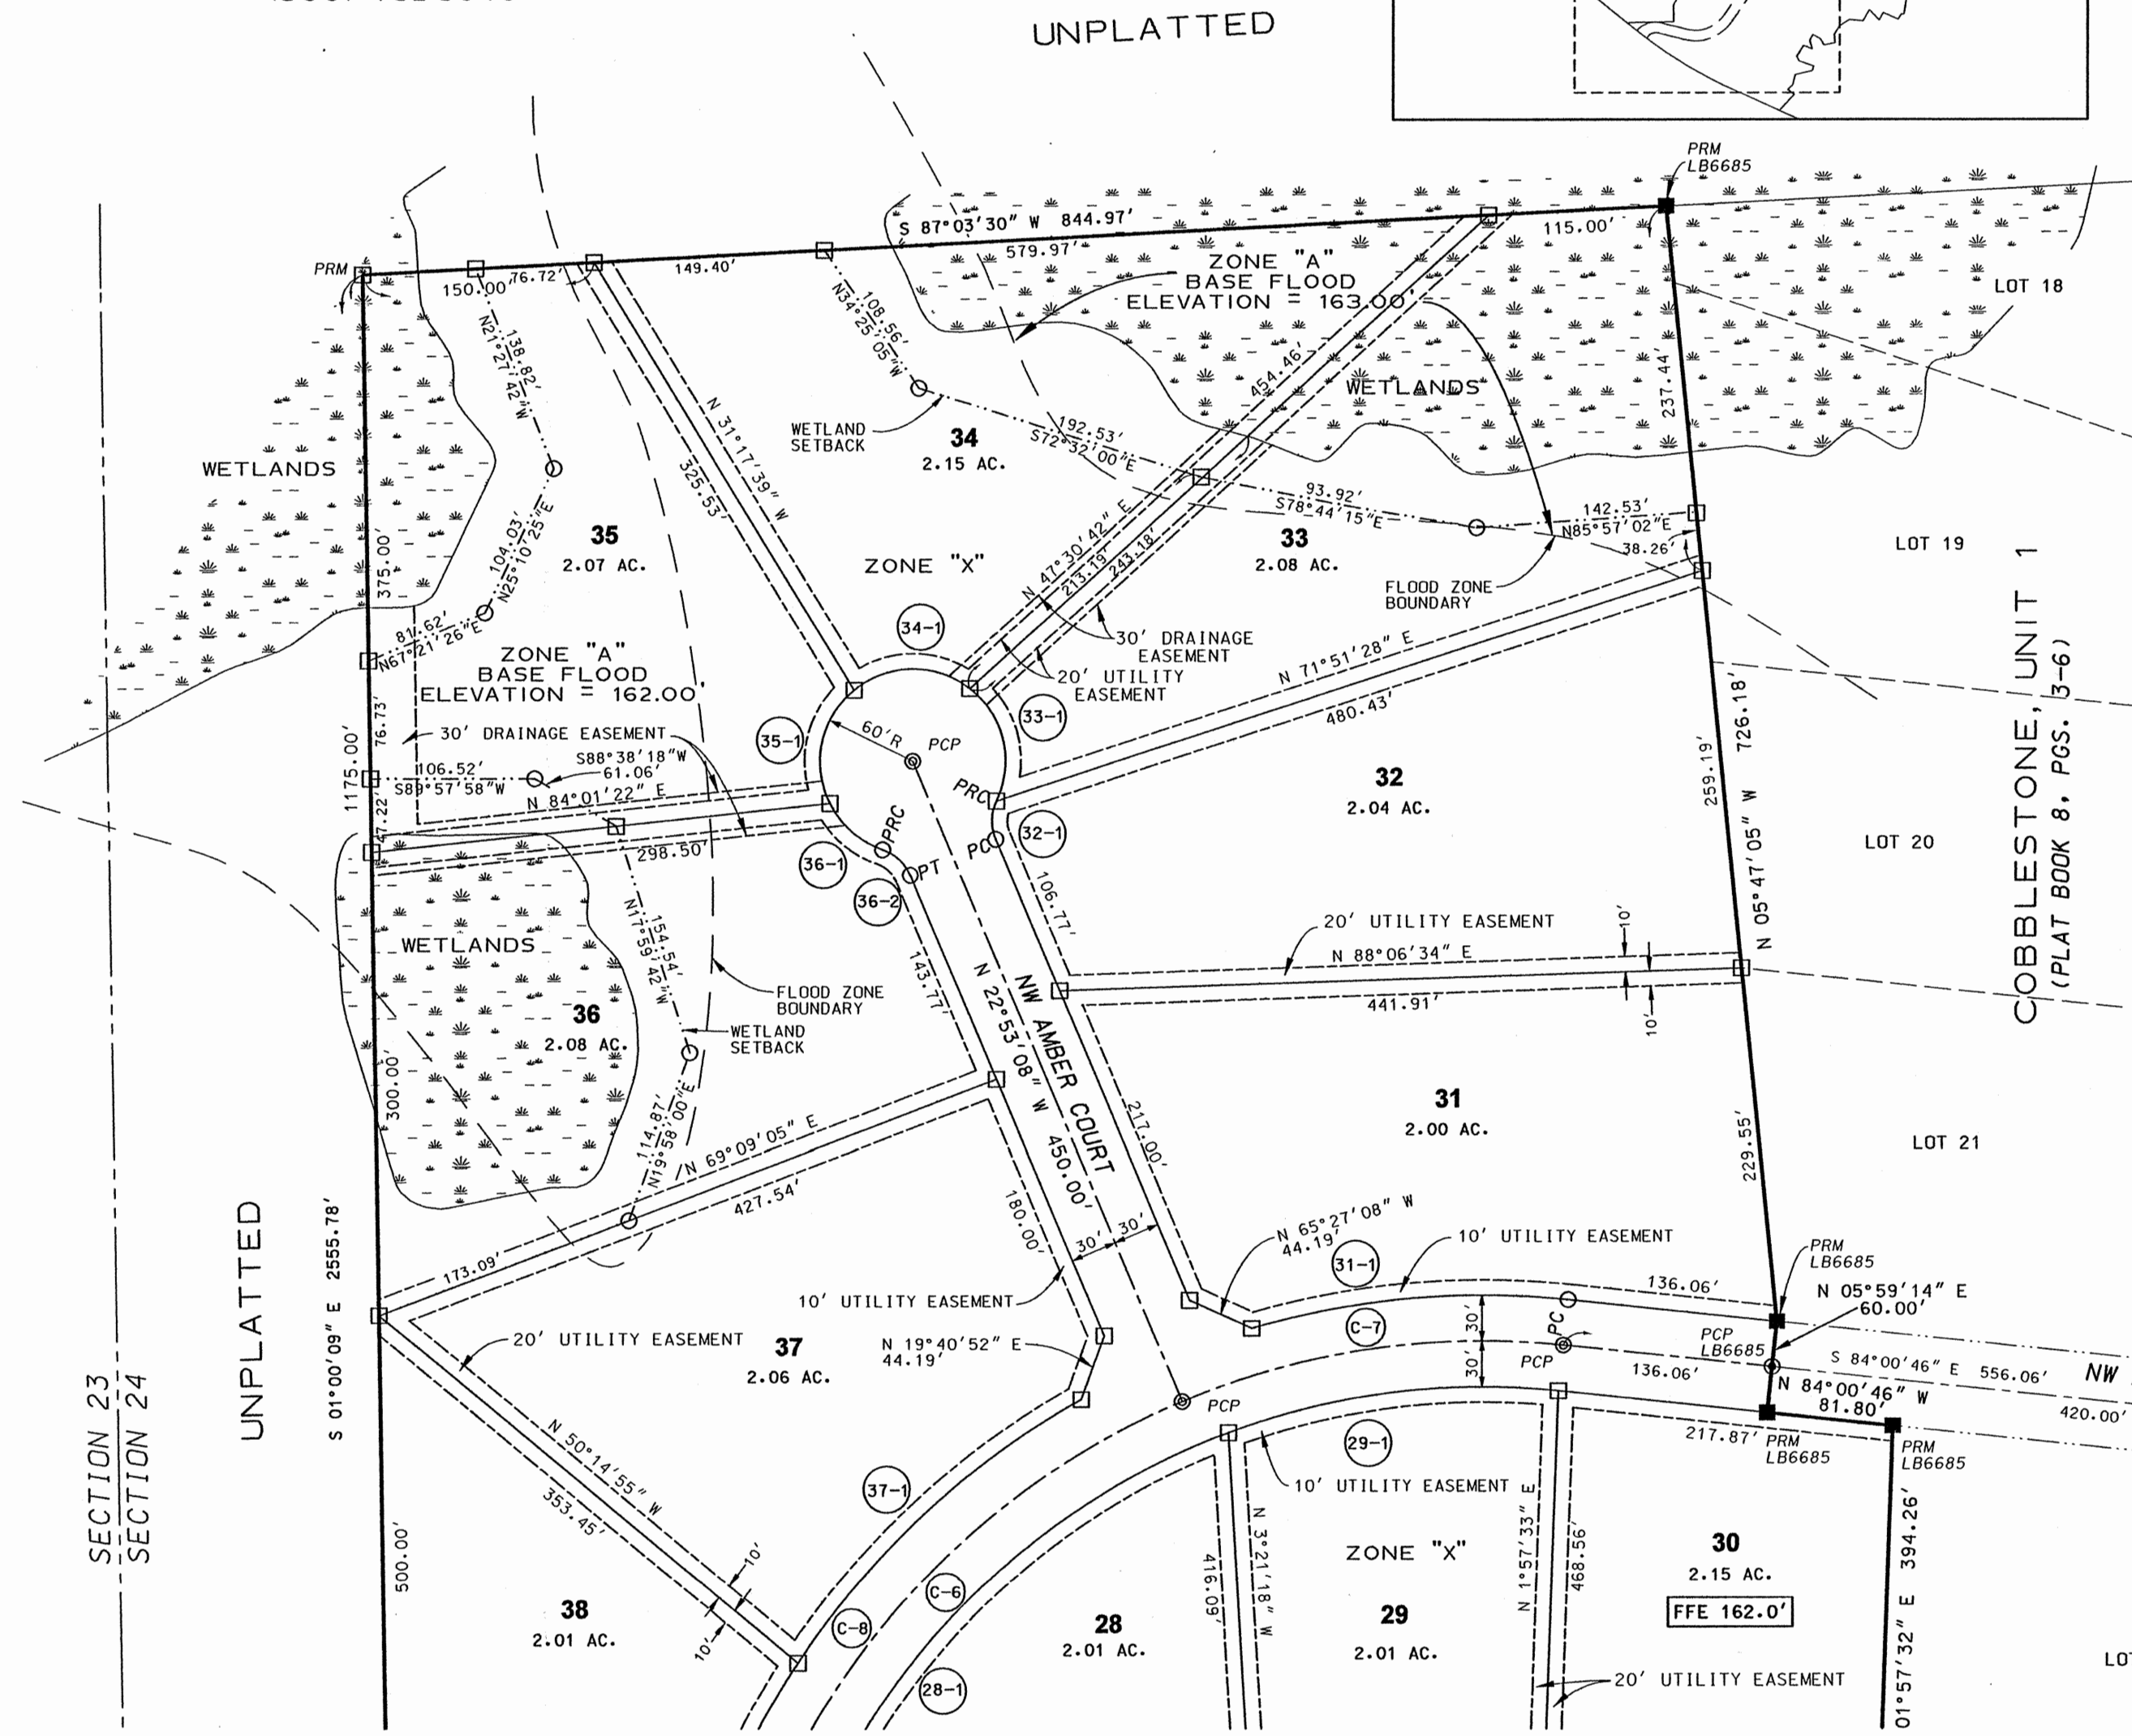 UNPLATTED
PRM
LB6685
S 87°03'30" W 844.97'
579.97'
115.00'
PRM
150.00'
76.72'
149.40'
ZONE "A"
BASE FLOOD
ELEVATION = 163.00'
LOT 18
138.82'
N21°27'42"W
108.56'
N34°25'05"W
454.46'
WETLANDS
237.44'
N 31°17'39" W
325.53'
WETLAND
SETBACK
34
2.15 AC.
192.53'
S72°32'00"E
WETLANDS
93.92'
S78°44'15"E
142.53'
N85°57'02"E
38.26'
LOT 19
35
2.07 AC.
375.00'
104.03'
N25°10'25"E
ZONE "X"
N 47°30'42" E
213.19'
243.18'
33
2.08 AC.
FLOOD ZONE
BOUNDARY
COBBLESTONE, UNIT 1
(PLAT BOOK 8, PGS. 3-6)
81.62'
N67°21'26"E
34-1
30' DRAINAGE
EASEMENT
20' UTILITY
EASEMENT
N 71°51'28" E
480.43'
ZONE "A"
BASE FLOOD
ELEVATION = 162.00'
76.73'
1175.00'
30' DRAINAGE EASEMENT
S88°38'18"W
61.06'
35-1
60'R
PCP
33-1
32
2.04 AC.
259.19'
N 05°47'05" W 726.18'
106.52'
S89°57'58"W
N 84°01'22" E
47.22'
298.50'
PRC
PRC
PC
32-1
PT
36-1
36-2
LOT 20
WETLANDS
154.54'
N17°59'42"W
143.77'
106.77'
20' UTILITY EASEMENT
10'
N 88°06'34" E
441.91'
10'
36
2.08 AC.
FLOOD ZONE
BOUNDARY
WETLAND
SETBACK
N 22°53'08" W 450.00'
NW AMBER COURT
300.00'
114.87'
N19°58'00"E
N 69°09'05" E
427.54'
217.00'
31
2.00 AC.
229.55'
LOT 21
UNPLATTED
S 01°00'09" E 2555.78'
173.09'
180.00'
30'
30'
N 65°27'08" W
44.19'
10' UTILITY EASEMENT
31-1
136.06'
PRM
LB6685
N 05°59'14" E
60.00'
10' UTILITY EASEMENT
20' UTILITY EASEMENT
37
2.06 AC.
N 19°40'52" E
44.19'
C-7
30'
30'
PC
PCP
PCP
LB6685
136.06'
S 84°00'46" E 556.06'
NW
N 84°00'46" W
81.80'
420.00'
SECTION 23
SECTION 24
PCP
217.87'
PRM
LB6685
PRM
LB6685
N 50°14'55" W
353.45'
29-1
10' UTILITY EASEMENT
37-1
500.00'
10'
10'
38
2.01 AC.
C-8
C-6
28-1
28
2.01 AC.
N 3°21'18" W
416.09'
ZONE "X"
29
2.01 AC.
N 1°57'33" E
468.56'
30
2.15 AC.
FFE 162.0'
20' UTILITY EASEMENT
01°57'32" E 394.26'